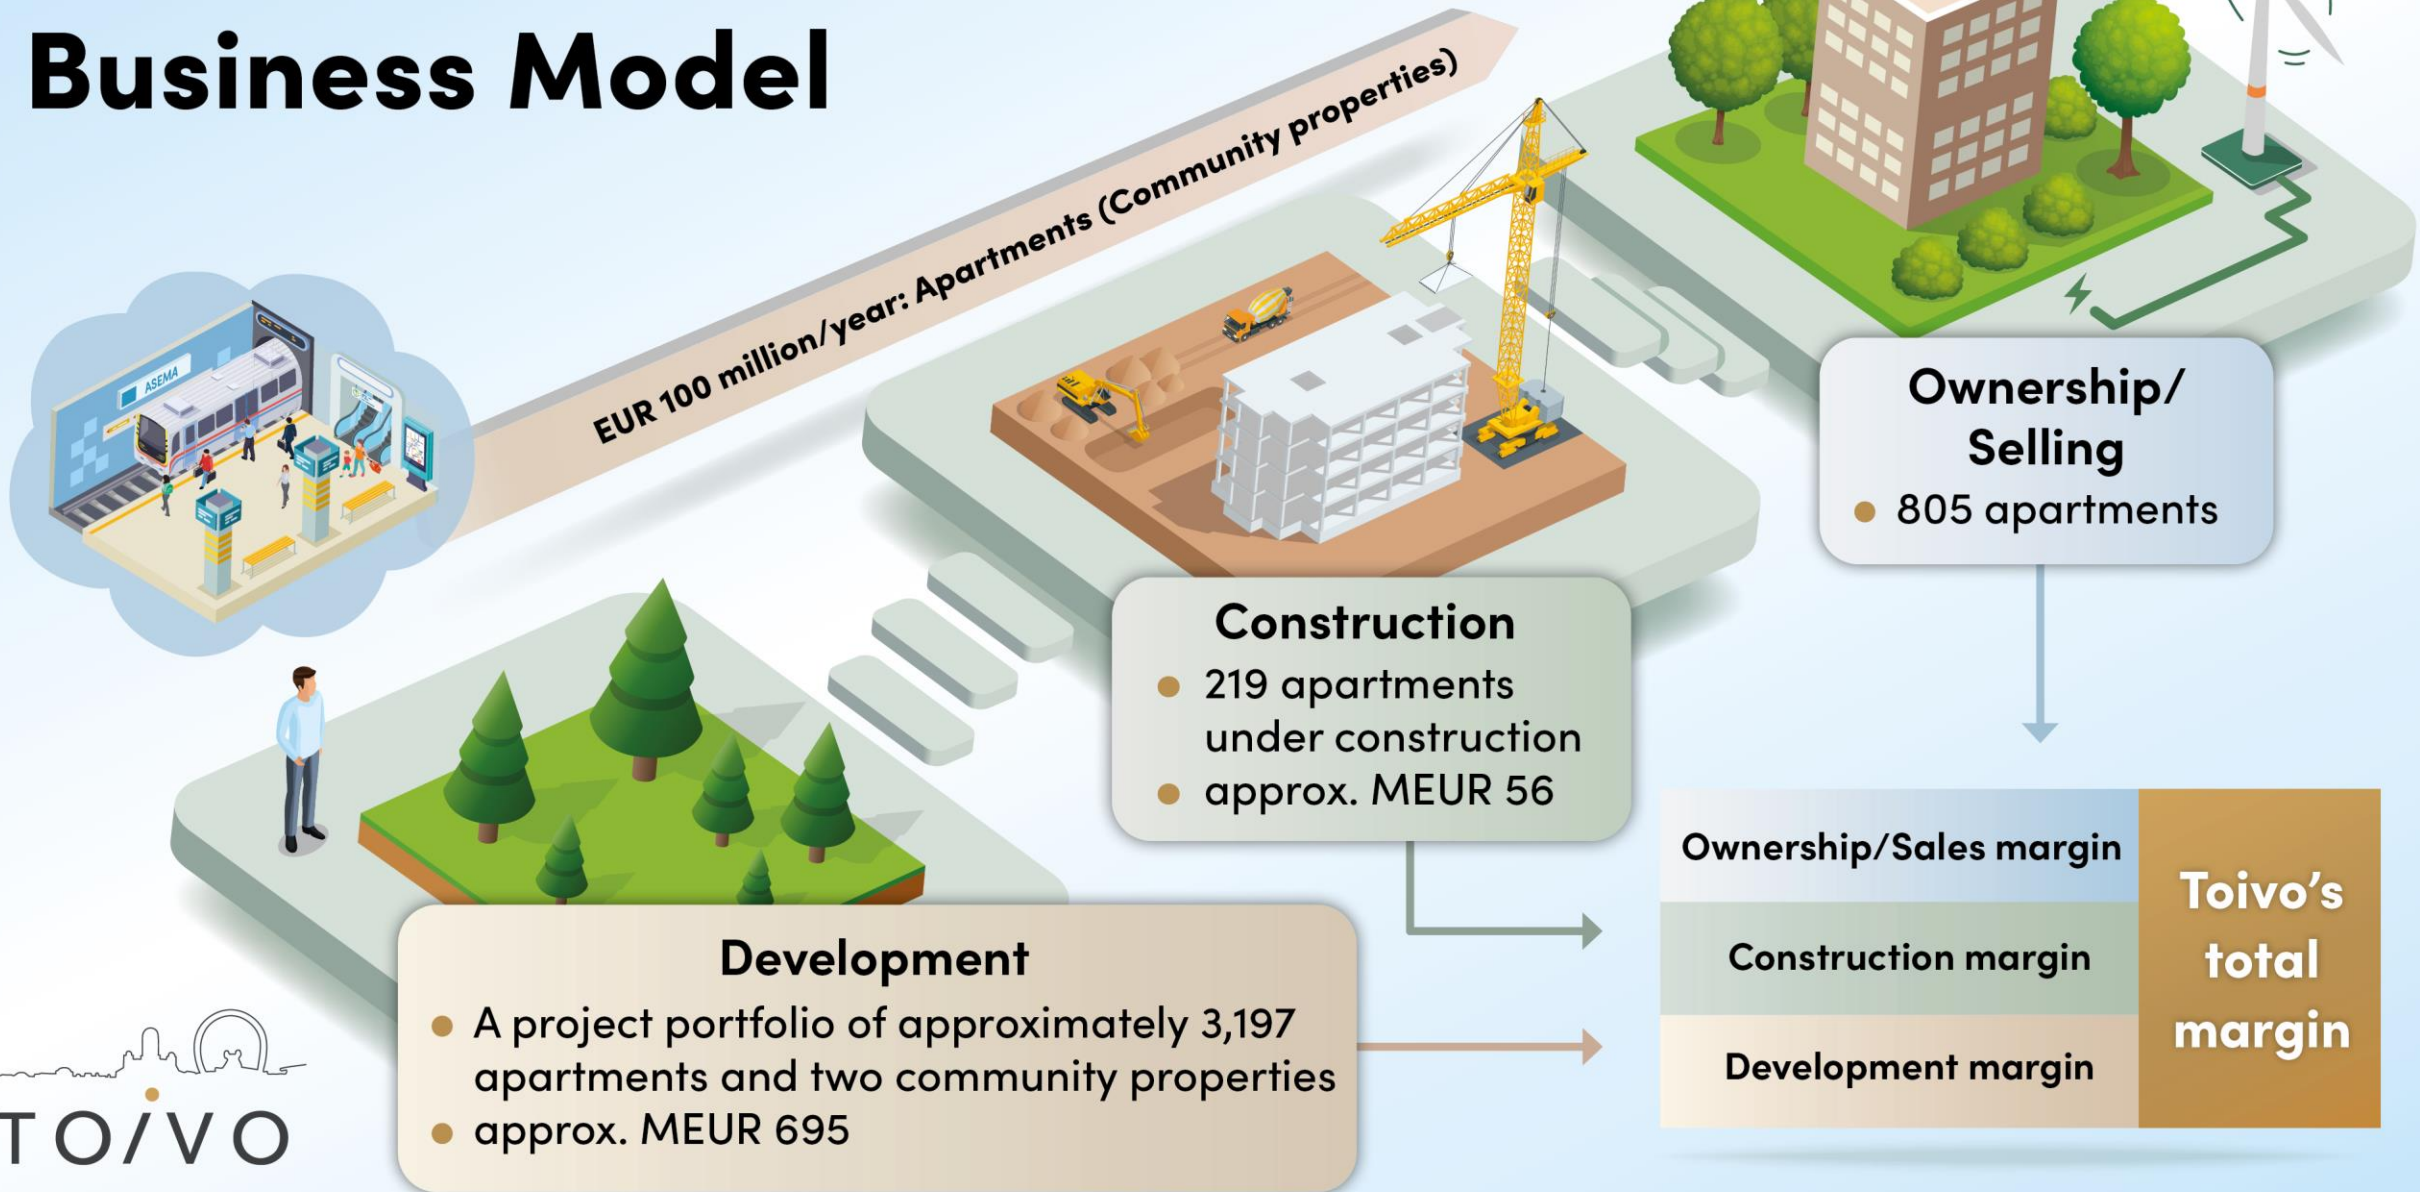 Business Model
EUR 100 million/year: Apartments (Community properties)
ASEMA
Ownership/
Selling
805 apartments
Construction
219 apartments
under construction
approx. MEUR 56
Development
A project portfolio of approximately 3,197
apartments and two community properties
approx. MEUR 695
Ownership/Sales margin
Construction margin
Development margin
Toivo's
total
margin
TOIVO